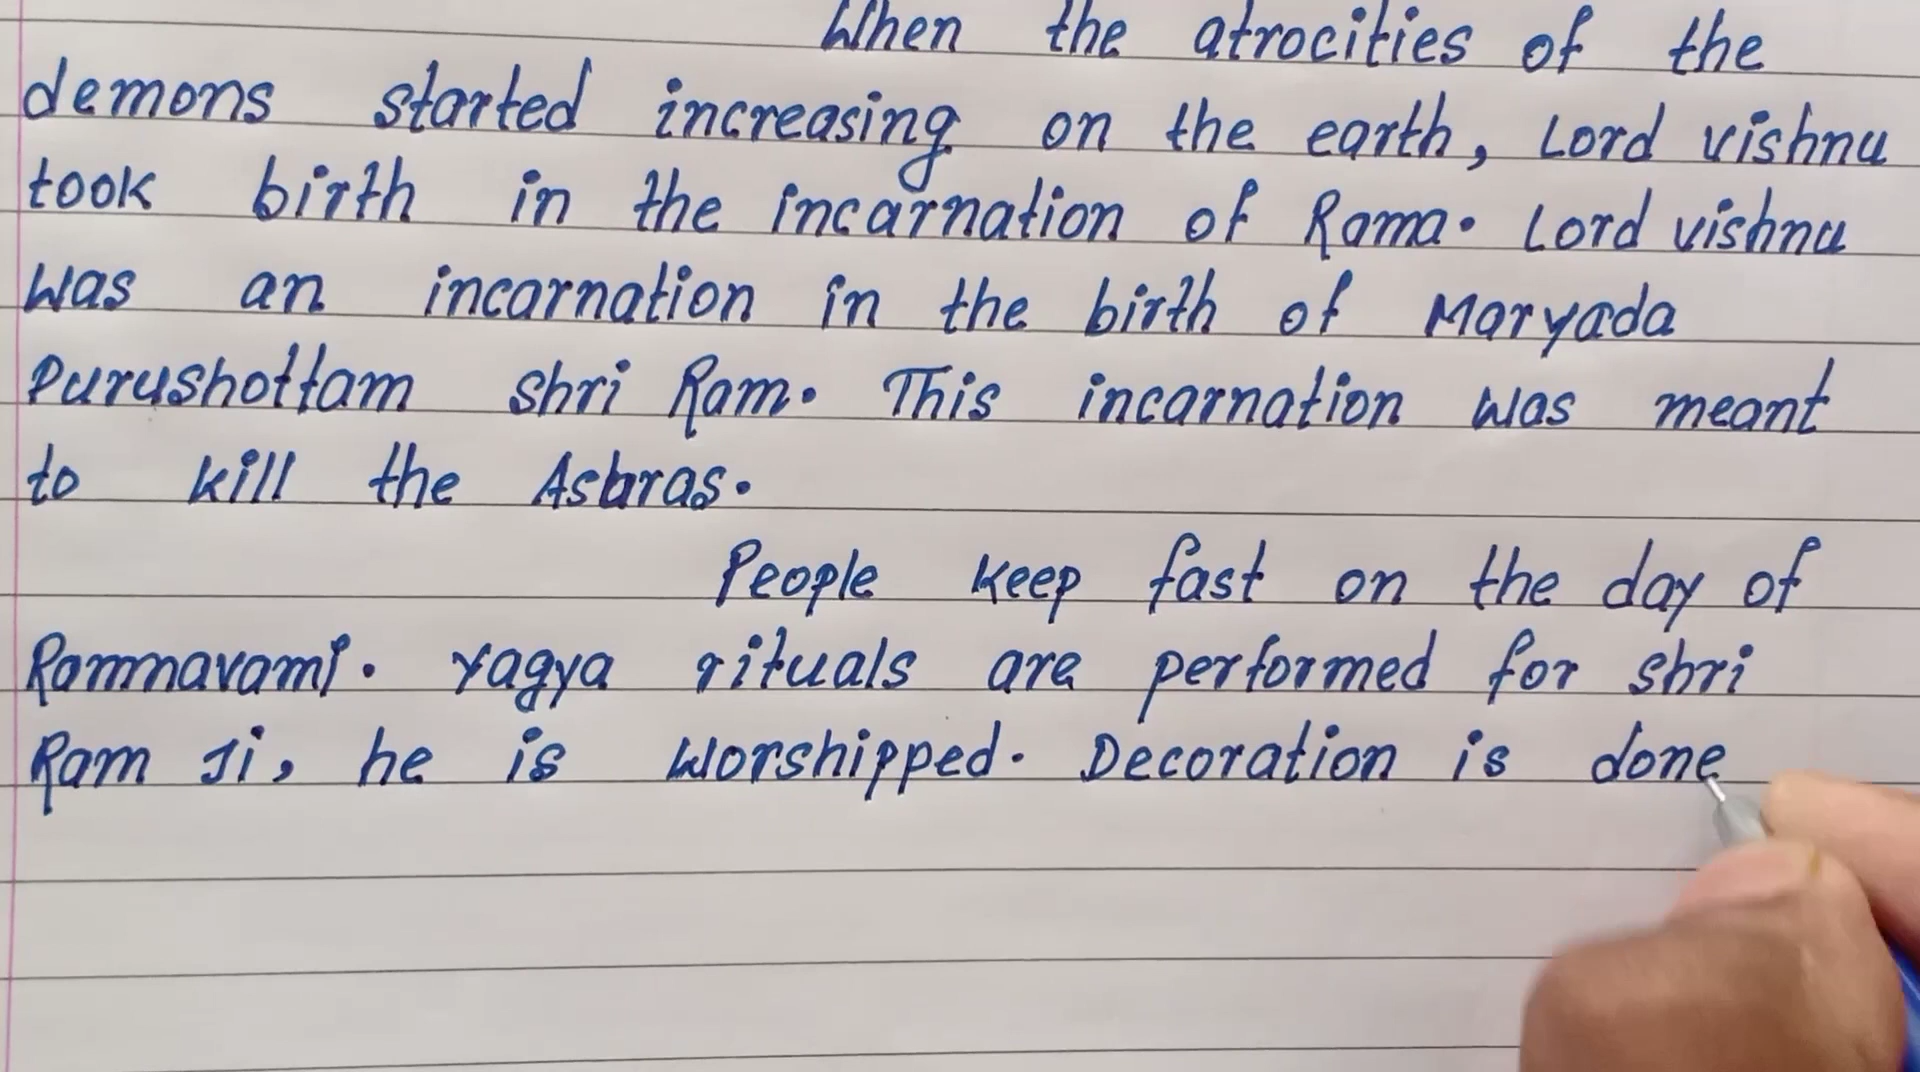 When the atrocities of the
demons started increasing on the earth, Lord vishnu
took birth in the incarnation of Rama. Lord vishnu
was an incarnation in the birth of Maryada
Purushottam shri Ram. This incarnation was meant
to kill the Asuras.
People keep fast on the day of
Ramnavami. Yagya rituals are performed for shri
Ram Ji, he is worshipped. Decoration is done